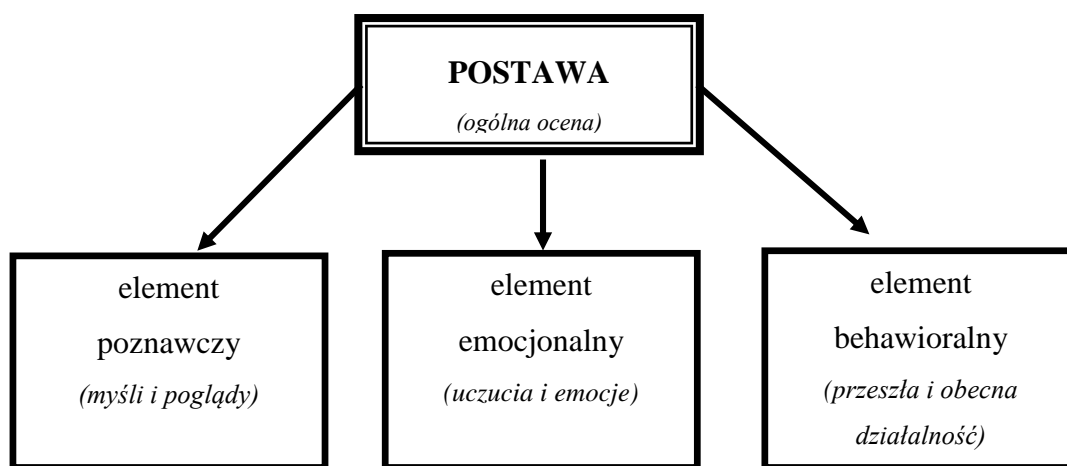 POSTAWA
(ogólna ocena)
element
poznawczy
(myśli i poglądy)
element
emocjonalny
(uczucia i emocje)
element
behawioralny
(przeszła i obecna
działalność)